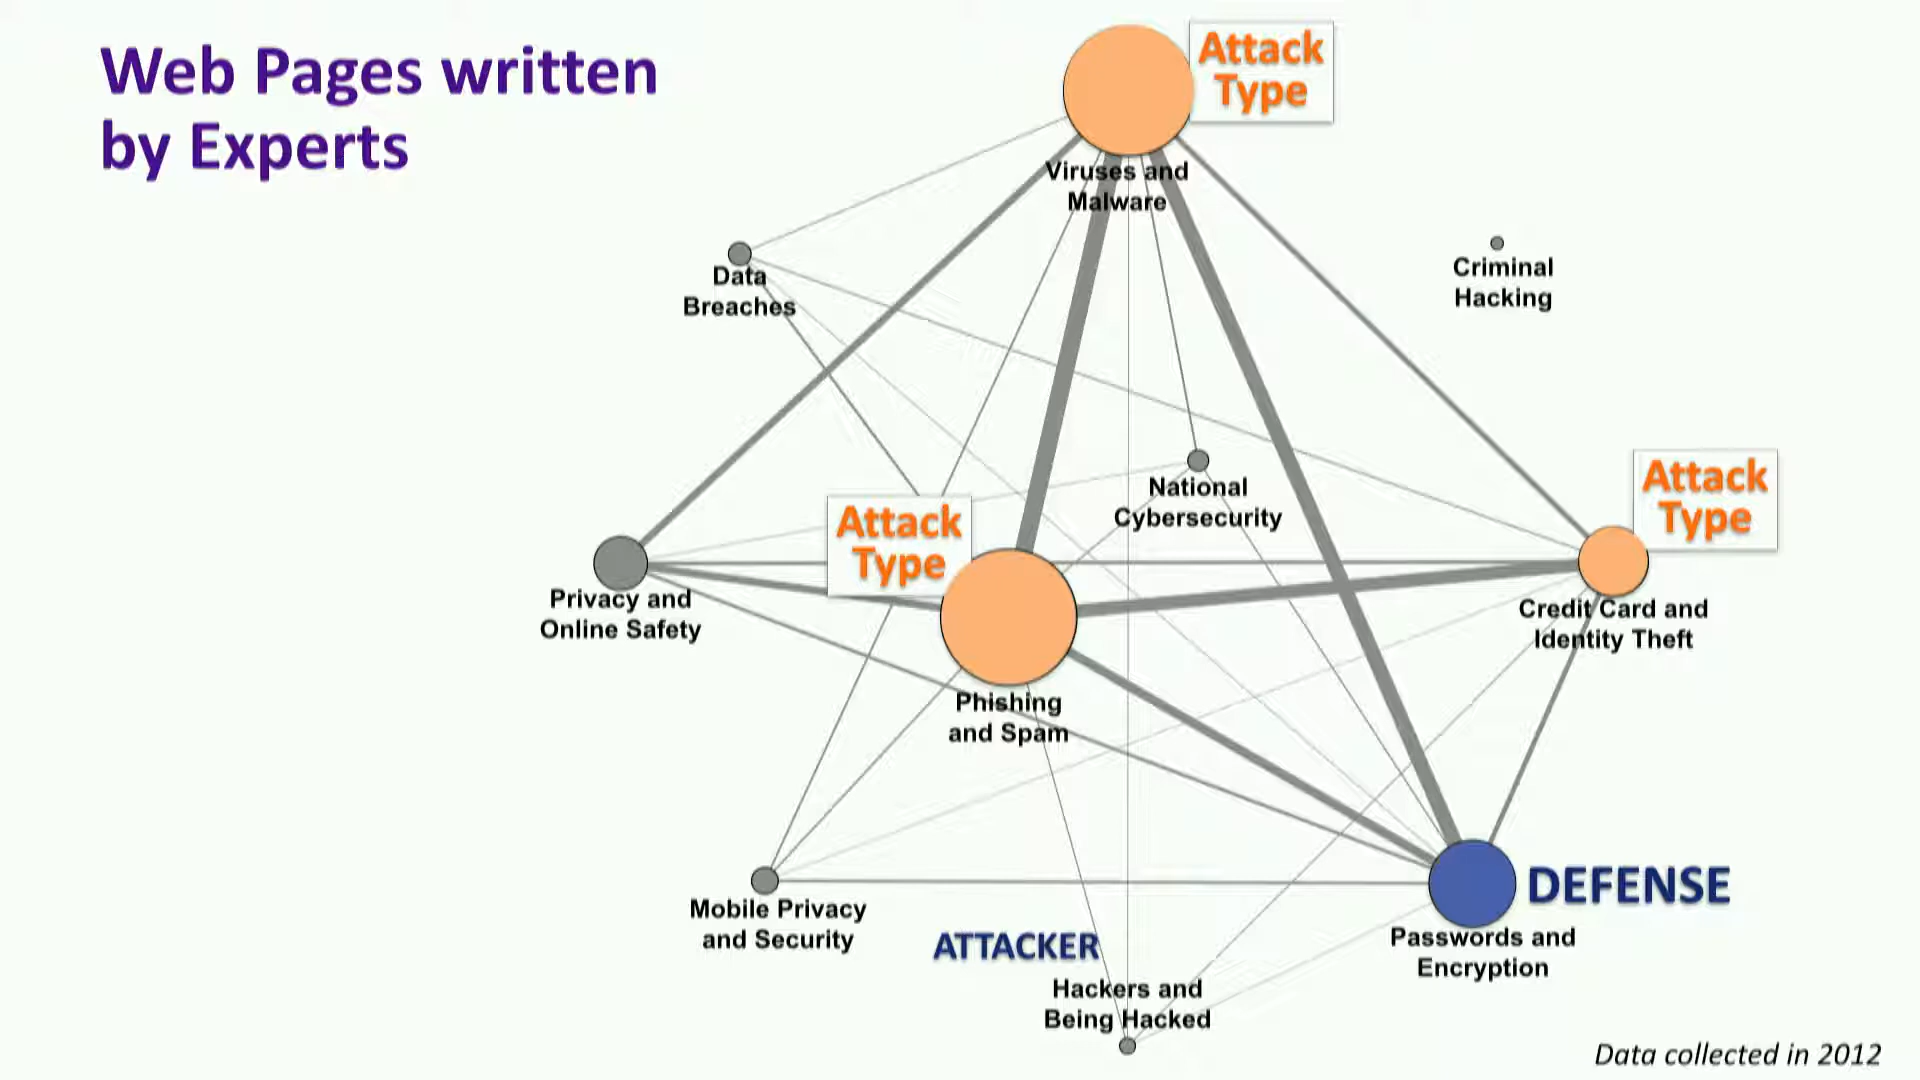 Web Pages written
by Experts
Attack
Type
Viruses and
Malware
Data
Breaches
Criminal
Hacking
National
Cybersecurity
Attack
Type
Attack
Type
Privacy and
Online Safety
Credit Card and
Identity Theft
Phishing
and Spam
DEFENSE
Mobile Privacy
and Security
Passwords and
Encryption
ATTACKER
Hackers and
Being Hacked
Data collected in 2012